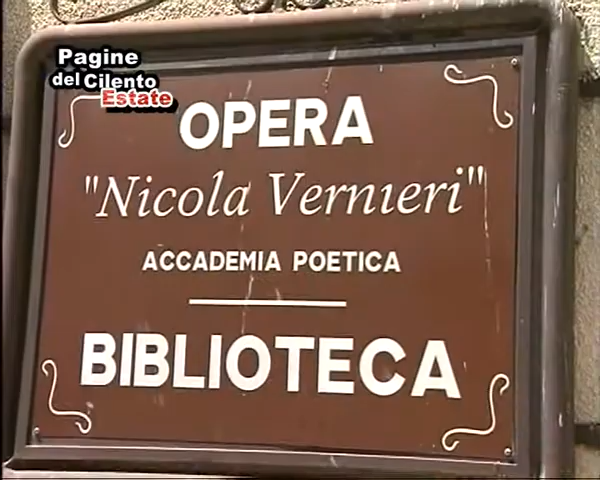 Pagine
del Cilento
Estate
OPERA
"Nicola Vernieri"
ACCADEMIA POETICA
BIBLIOTECA